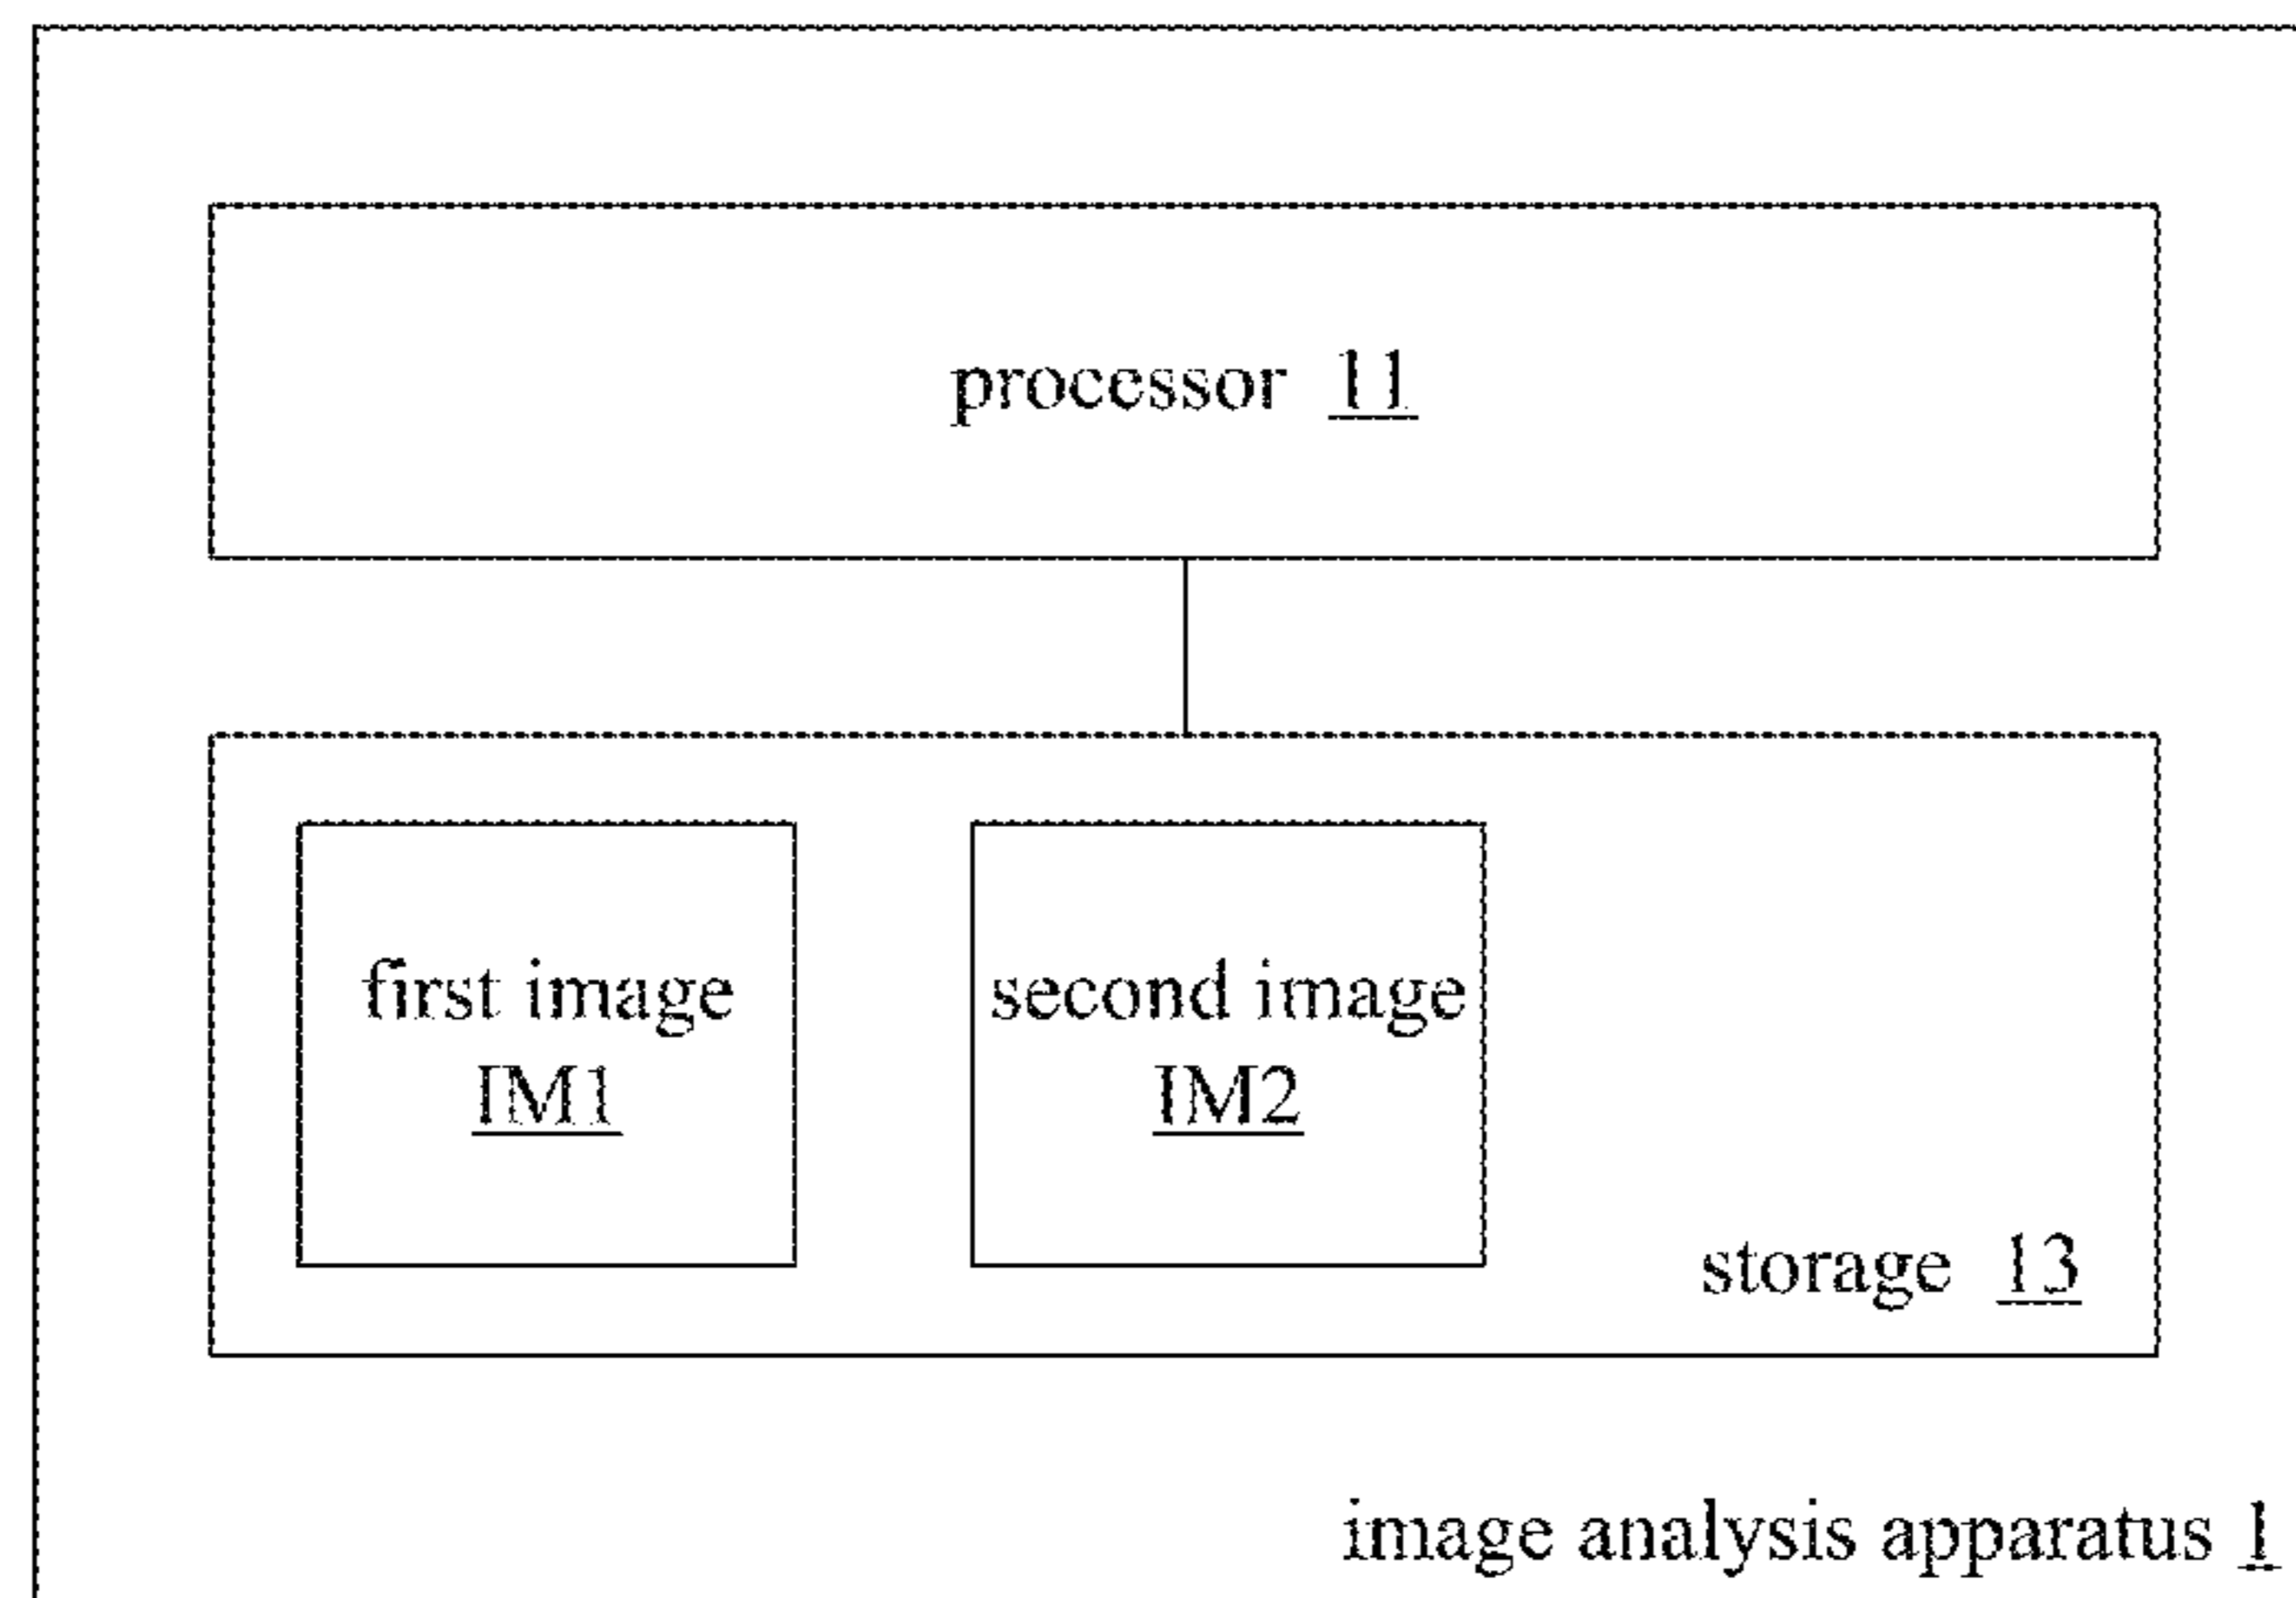 processor 11
first image
IM1
second image
IM2
storage 13
image analysis apparatus 1